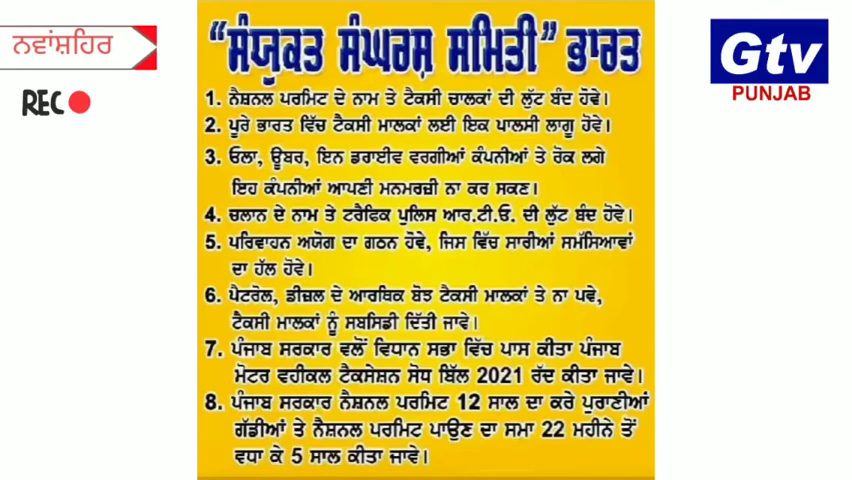 ਨਵਾਂਸ਼ਹਿਰ
REC
Gtv
PUNJAB
“ਸੰਯੁਕਤ ਸੰਘਰਸ਼ ਸਮਿਤੀ” ਭਾਰਤ
1. ਨੈਸ਼ਨਲ ਪਰਮਿਟ ਦੇ ਨਾਮ ਤੇ ਟੈਕਸੀ ਚਾਲਕਾਂ ਦੀ ਲੁੱਟ ਬੰਦ ਹੋਵੇ।
2. ਪੂਰੇ ਭਾਰਤ ਵਿੱਚ ਟੈਕਸੀ ਮਾਲਕਾਂ ਲਈ ਇਕ ਪਾਲਸੀ ਲਾਗੂ ਹੋਵੇ।
3. ਓਲਾ, ਊਬਰ, ਇਨ ਡਰਾਈਵ ਵਰਗੀਆਂ ਕੰਪਨੀਆਂ ਤੇ ਰੋਕ ਲਗੇ
ਇਹ ਕੰਪਨੀਆਂ ਆਪਣੀ ਮਨਮਰਜ਼ੀ ਨਾ ਕਰ ਸਕਣ।
4. ਚਲਾਨ ਦੇ ਨਾਮ ਤੇ ਟਰੈਫਿਕ ਪੁਲਿਸ ਆਰ.ਟੀ.ਓ. ਦੀ ਲੁੱਟ ਬੰਦ ਹੋਵੇ।
5. ਪਰਿਵਾਹਨ ਅਯੋਗ ਦਾ ਗਠਨ ਹੋਵੇ, ਜਿਸ ਵਿੱਚ ਸਾਰੀਆਂ ਸਮੱਸਿਆਵਾਂ
ਦਾ ਹੱਲ ਹੋਵੇ।
6. ਪੈਟਰੋਲ, ਡੀਜ਼ਲ ਦੇ ਆਰਥਿਕ ਬੋਝ ਟੈਕਸੀ ਮਾਲਕਾਂ ਤੇ ਨਾ ਪਵੇ,
ਟੈਕਸੀ ਮਾਲਕਾਂ ਨੂੰ ਸਬਸਿਡੀ ਦਿੱਤੀ ਜਾਵੇ।
7. ਪੰਜਾਬ ਸਰਕਾਰ ਵਲੋਂ ਵਿਧਾਨ ਸਭਾ ਵਿੱਚ ਪਾਸ ਕੀਤਾ ਪੰਜਾਬ
ਮੋਟਰ ਵਹੀਕਲ ਟੈਕਸੇਸ਼ਨ ਸੋਧ ਬਿੱਲ 2021 ਰੱਦ ਕੀਤਾ ਜਾਵੇ।
8. ਪੰਜਾਬ ਸਰਕਾਰ ਨੈਸ਼ਨਲ ਪਰਮਿਟ 12 ਸਾਲ ਦਾ ਕਰੇ ਪੁਰਾਣੀਆਂ
ਗੱਡੀਆਂ ਤੇ ਨੈਸ਼ਨਲ ਪਰਮਿਟ ਪਾਉਣ ਦਾ ਸਮਾ 22 ਮਹੀਨੇ ਤੋਂ
ਵਧਾ ਕੇ 5 ਸਾਲ ਕੀਤਾ ਜਾਵੇ।